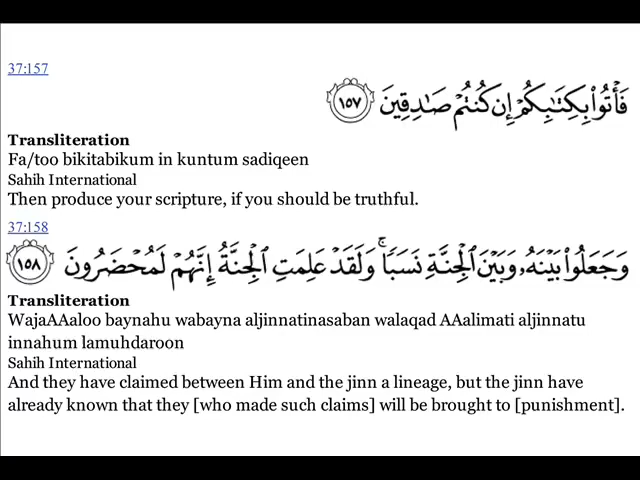 37:157
فَأْتُوا۟ بِكِتَـٰبِكُمْ إِن كُنتُمْ صَـٰدِقِينَ ١٥٧
Transliteration
Fa/too bikitabikum in kuntum sadiqeen
Sahih International
Then produce your scripture, if you should be truthful.
37:158
وَجَعَلُوا۟ بَيْنَهُۥ وَبَيْنَ ٱلْجِنَّةِ نَسَبًا ۚ وَلَقَدْ عَلِمَتِ ٱلْجِنَّةُ إِنَّهُمْ لَمُحْضَرُونَ ١٥٨
Transliteration
WajaAAaloo baynahu wabayna aljinnatinasaban walaqad AAalimati aljinnatu
innahum lamuhdaroon
Sahih International
And they have claimed between Him and the jinn a lineage, but the jinn have
already known that they [who made such claims] will be brought to [punishment].